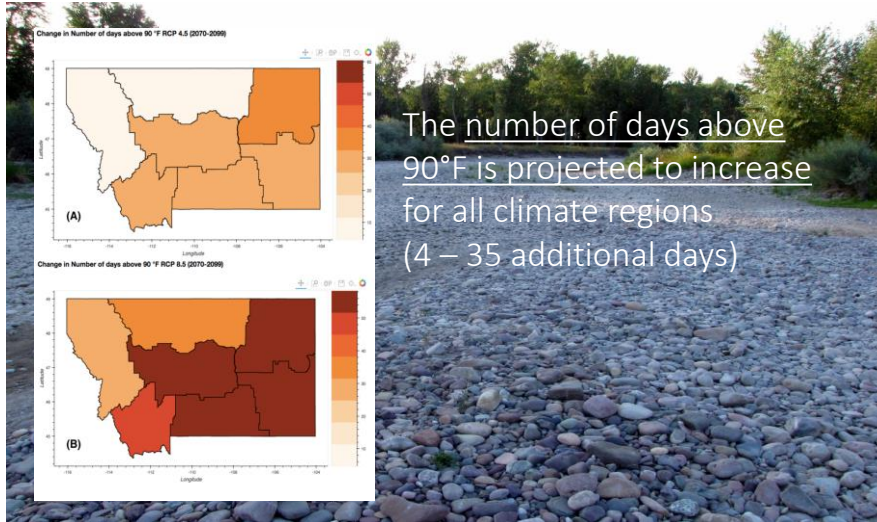 Change in Number of days above 90 °F RCP 4.5 (2070-2099)
Latitude
(A)
Longitude
Change in Number of days above 90 °F RCP 8.5 (2070-2099)
Latitude
(B)
Longitude
The number of days above
90°F is projected to increase
for all climate regions
(4 – 35 additional days)